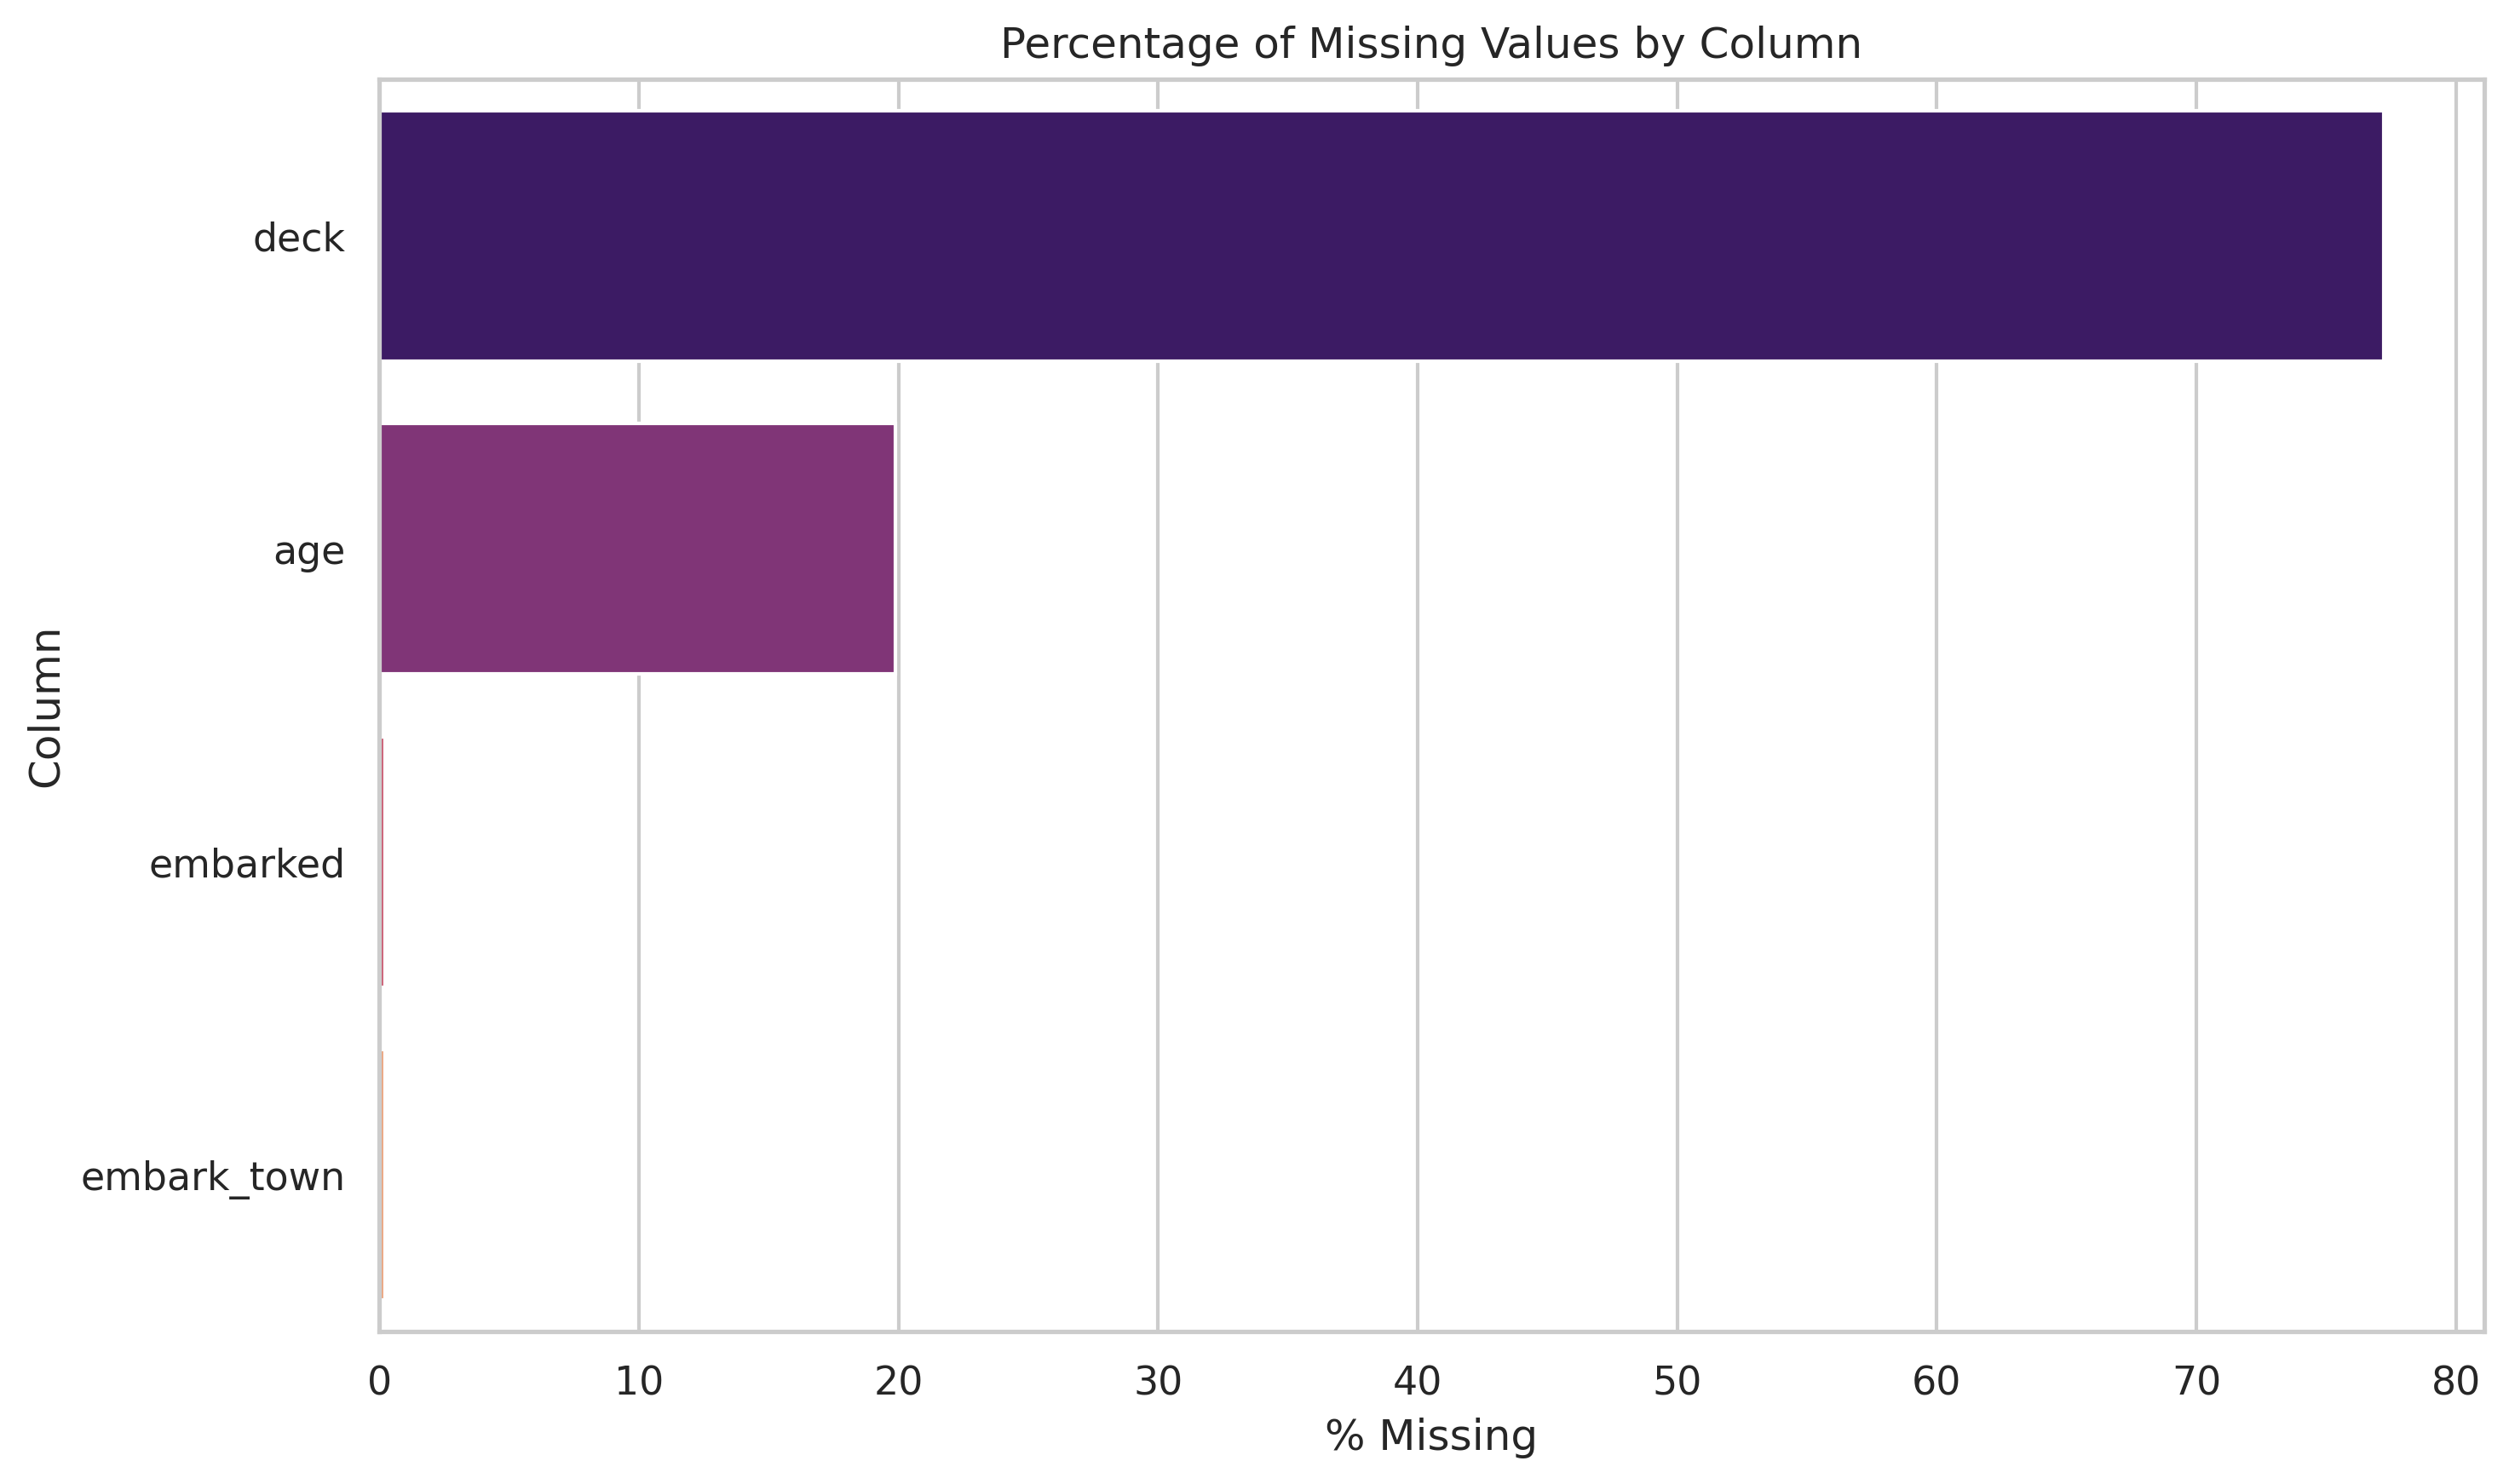 Percentage of Missing Values by Column
deck
age
embarked
embark_town
Column
0 10 20 30 40 50 60 70 80
% Missing